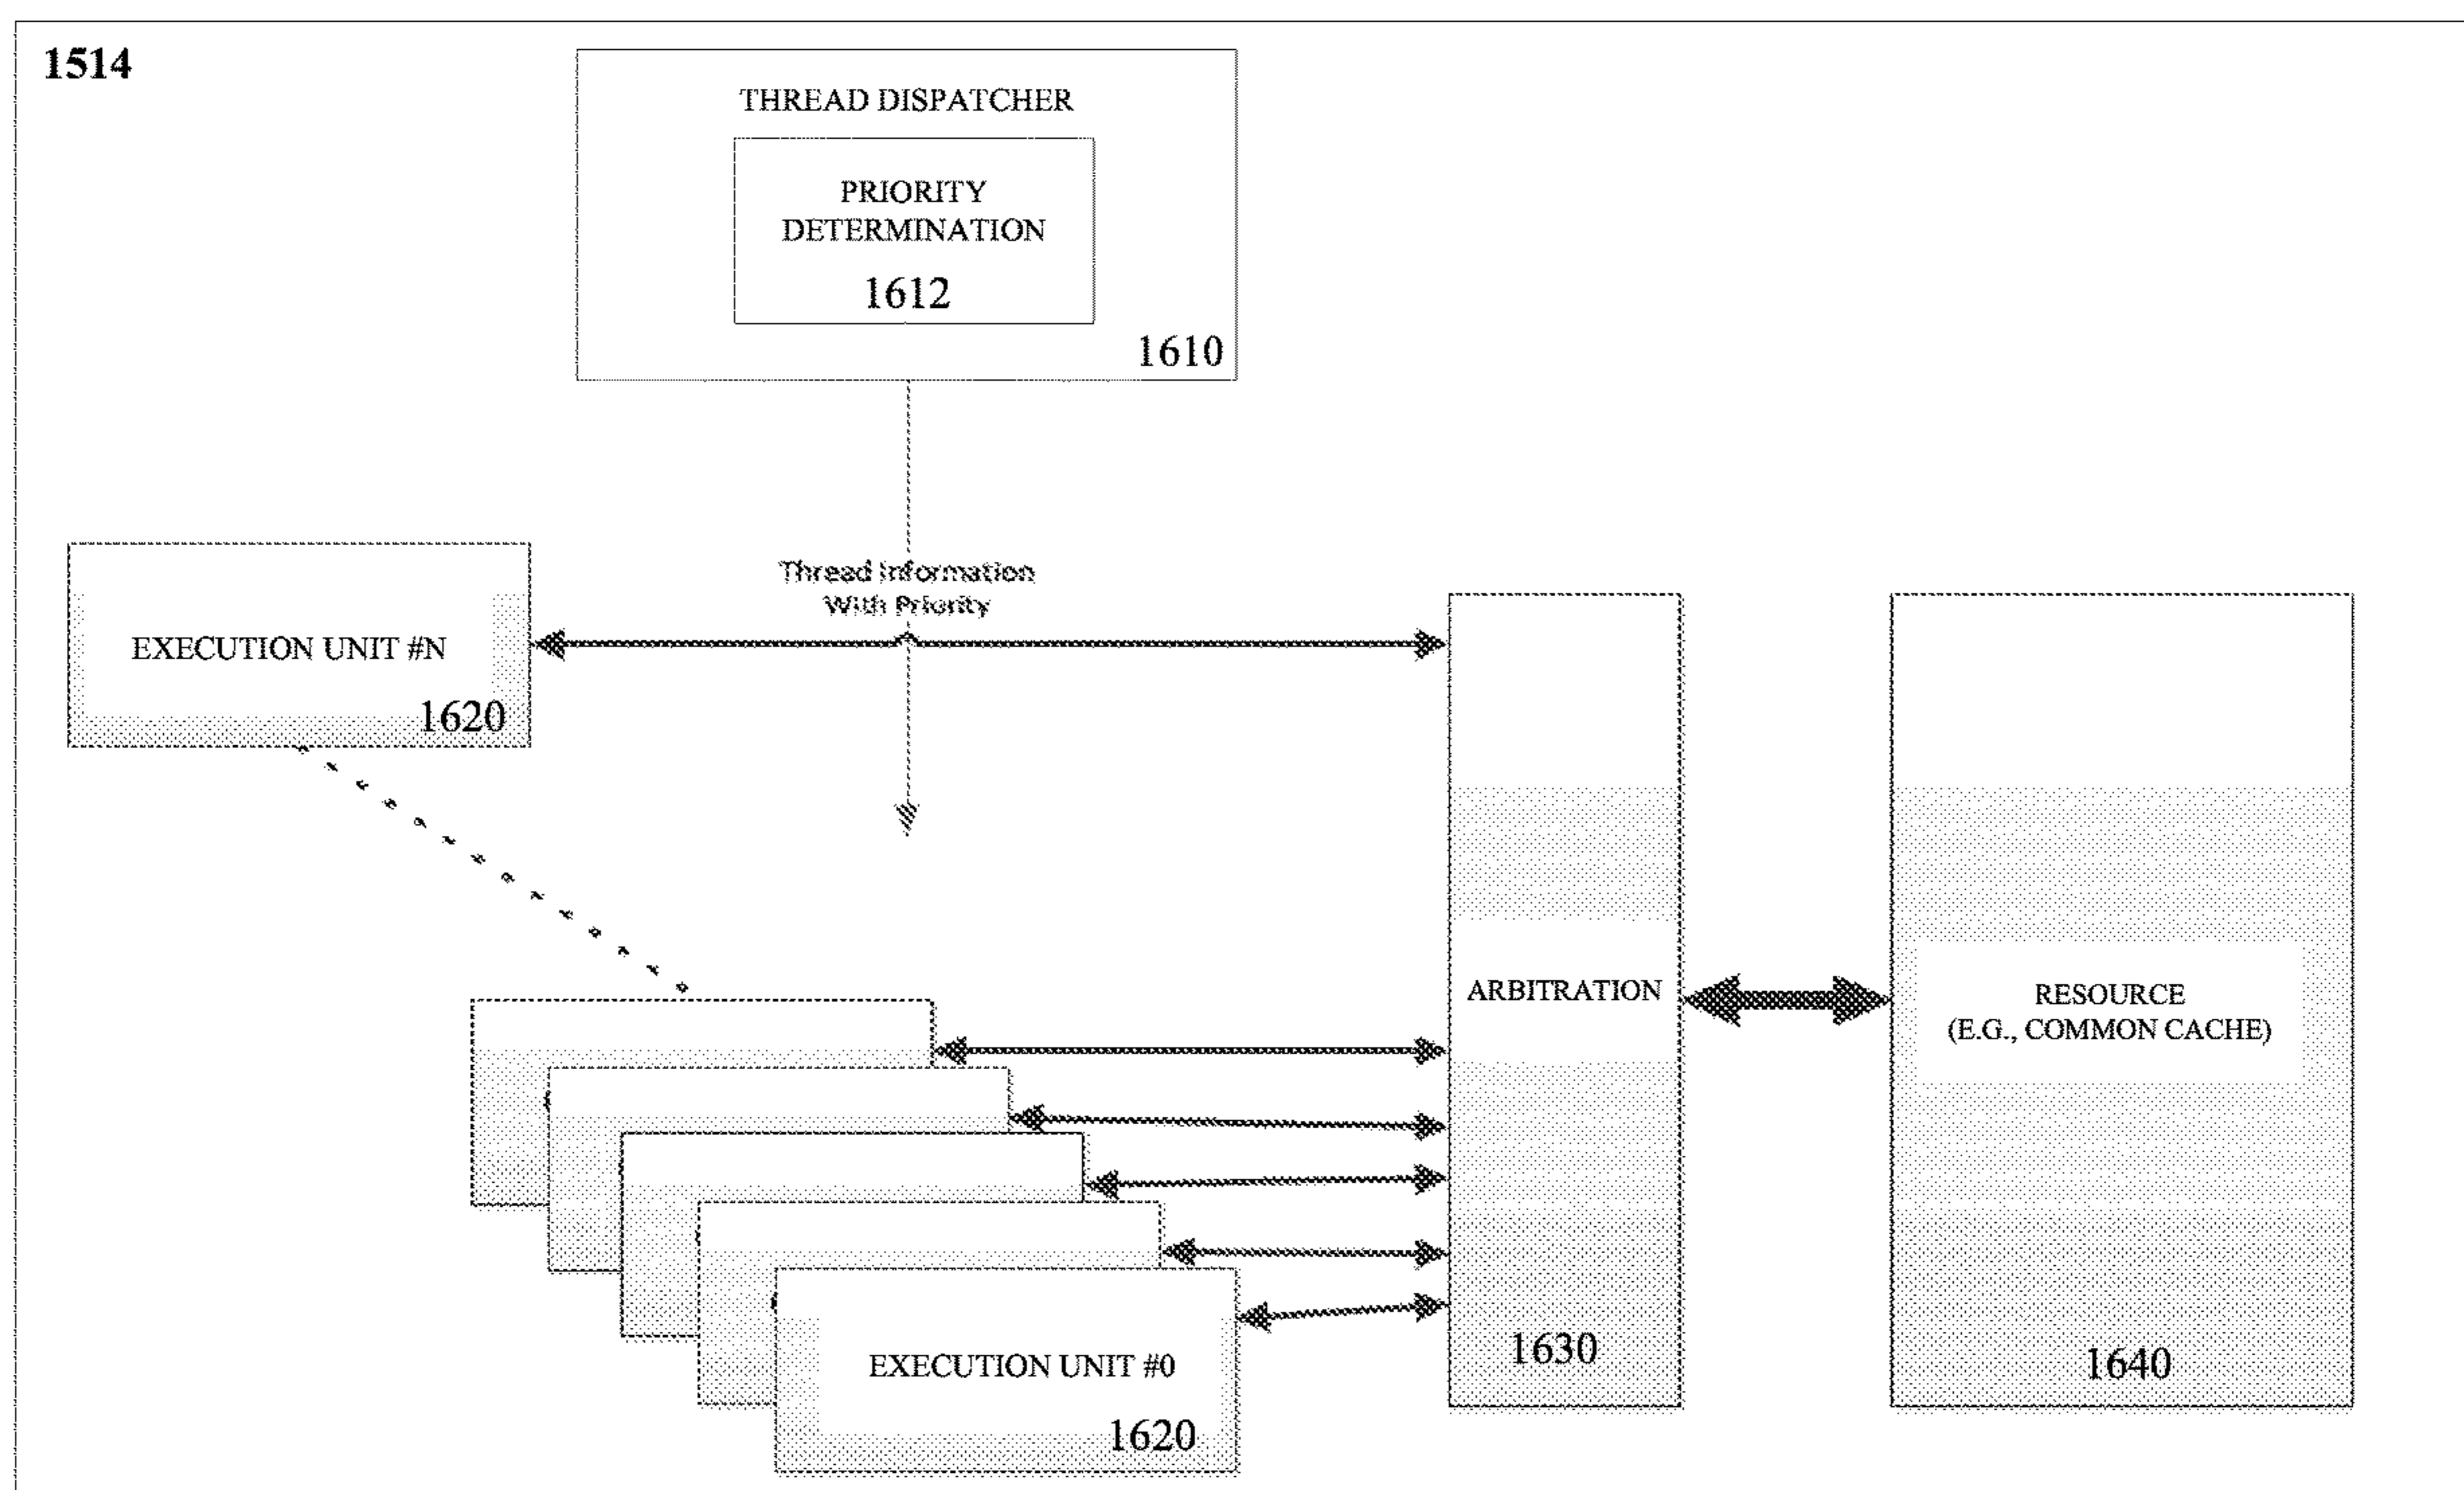 1514
THREAD DISPATCHER
PRIORITY
DETERMINATION
1612
1610
Thread Information
With Priority
EXECUTION UNIT #N
1620
ARBITRATION
1630
RESOURCE
(E.G., COMMON CACHE)
1640
EXECUTION UNIT #0
1620